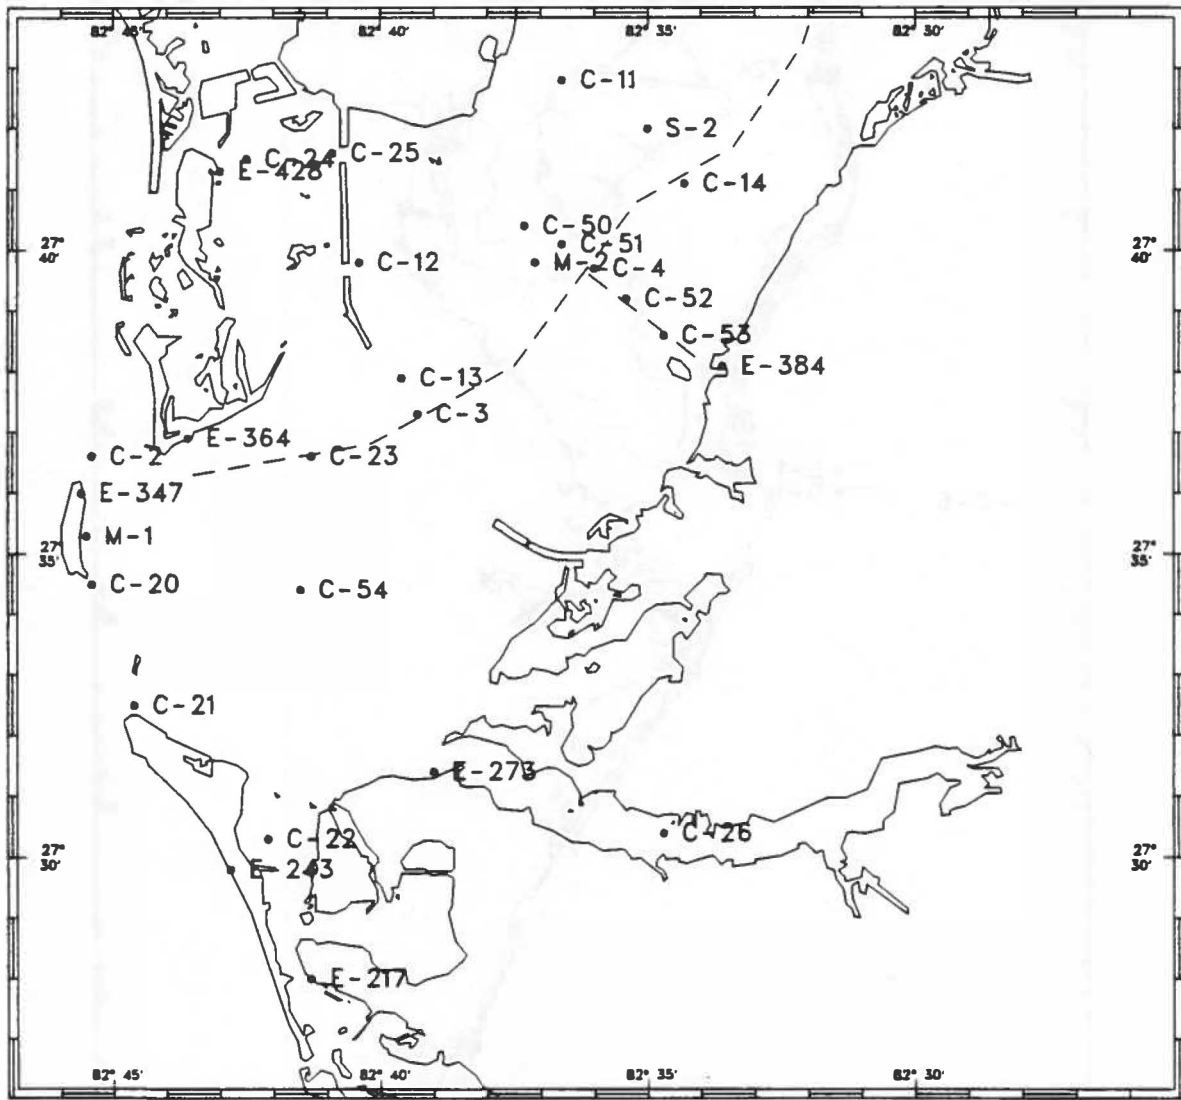 82° 45'
82° 40'
82° 35'
82° 30'
C-11
S-2
C-25
C-24
E-428
C-14
C-50
27° 40'
C-51
27° 40'
C-12
M-2
C-4
C-52
C-53
E-384
C-13
C-3
E-364
C-2
C-23
E-347
M-1
27° 35'
27° 35'
C-20
C-54
C-21
E-273
C-26
C-22
27° 30'
27° 30'
E-243
E-217
82° 45'
82° 40'
82° 35'
82° 30'